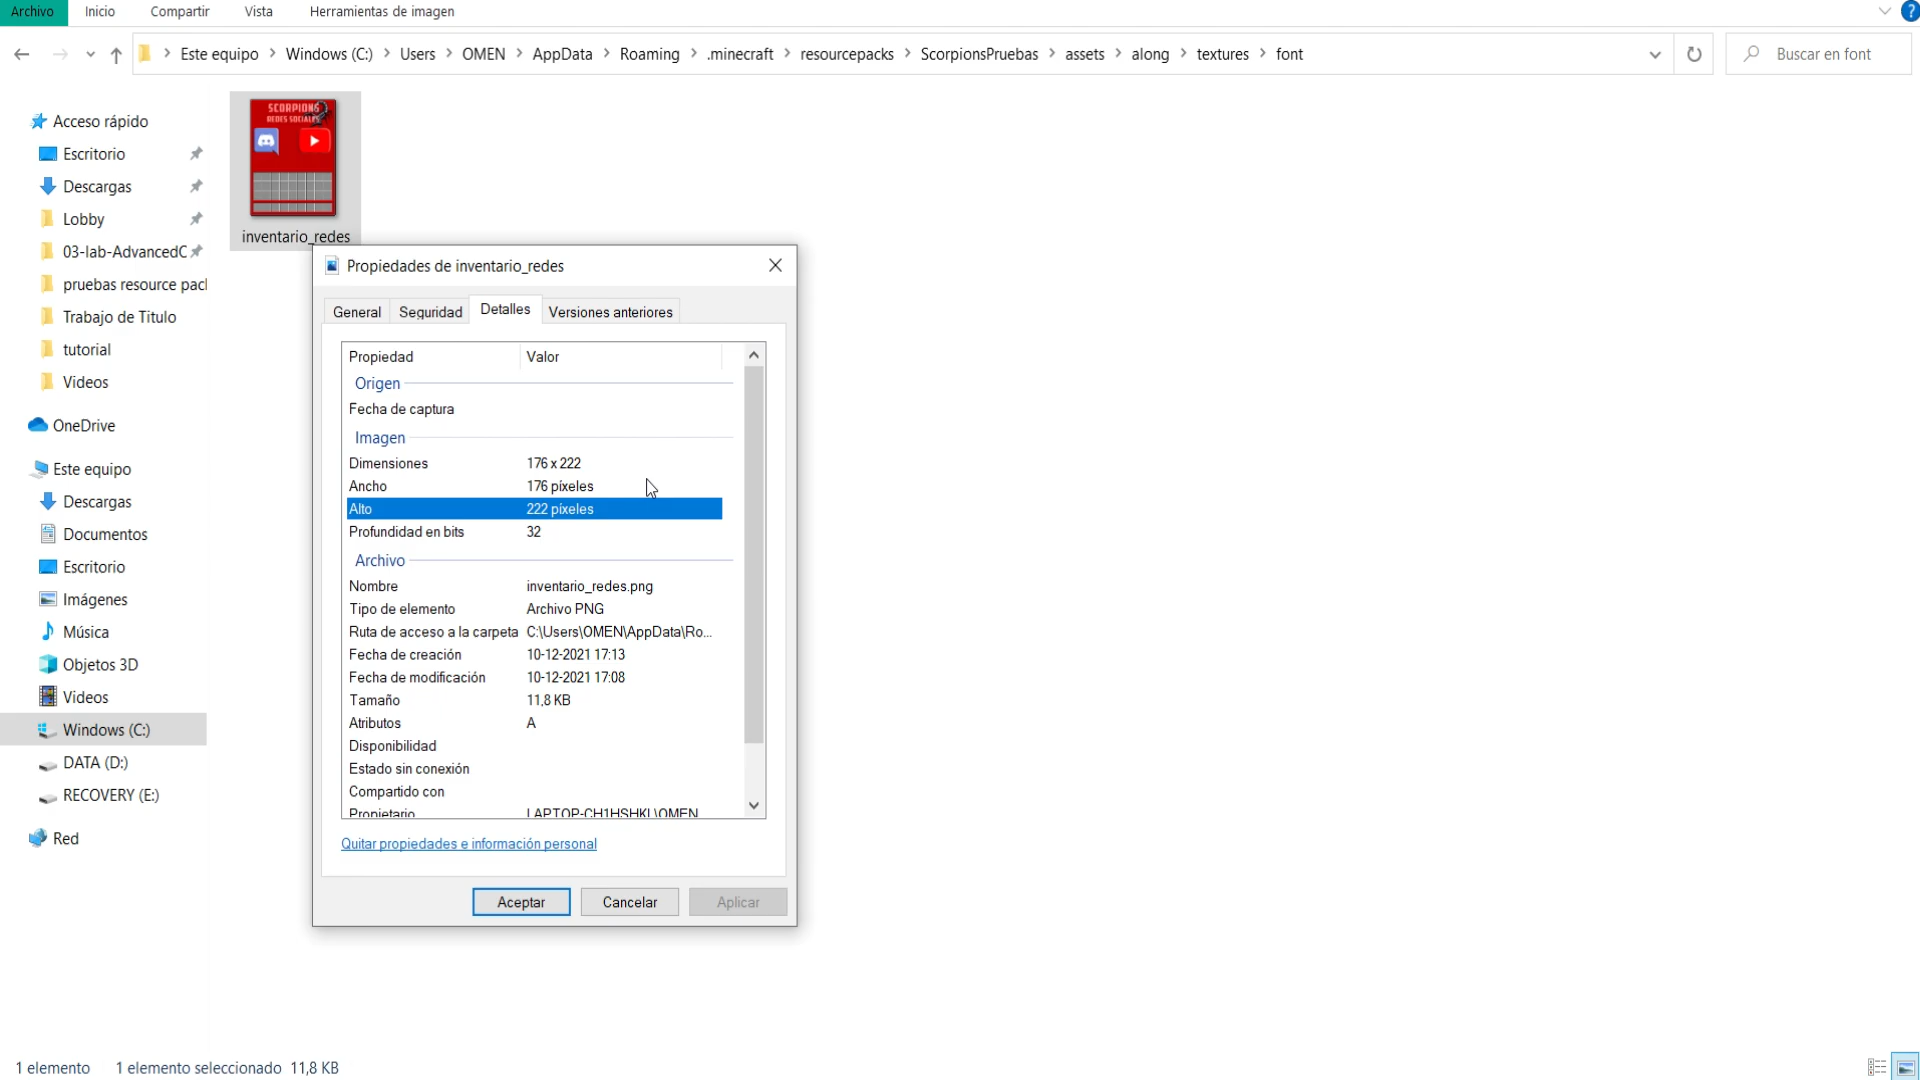 Archivo Inicio Compartir Vista Herramientas de imagen
Este equipo Windows (C:) Users OMEN AppData Roaming .minecraft resourcepacks ScorpionsPruebas assets along textures font
Buscar en font
Acceso rápido
Escritorio
Descargas
Lobby
03-lab-AdvancedC
pruebas resource pac
Trabajo de Titulo
tutorial
Videos
OneDrive
Este equipo
Descargas
Documentos
Escritorio
Imágenes
Música
Objetos 3D
Videos
Windows (C:)
DATA (D:)
RECOVERY (E:)
Red
SCORPIONS
REDES SOCIALES
inventario_redes
Propiedades de inventario_redes
General Seguridad Detalles Versiones anteriores
Propiedad Valor
Origen
Fecha de captura
Imagen
Dimensiones 176 x 222
Ancho 176 píxeles
Alto 222 píxeles
Profundidad en bits 32
Archivo
Nombre inventario_redes.png
Tipo de elemento Archivo PNG
Ruta de acceso a la carpeta C:\Users\OMEN\AppData\Ro...
Fecha de creación 10-12-2021 17:13
Fecha de modificación 10-12-2021 17:08
Tamaño 11,8 KB
Atributos A
Disponibilidad
Estado sin conexión
Compartido con
Propietario LAPTOP-CH1HSHKL\OMEN
Quitar propiedades e información personal
Aceptar Cancelar Aplicar
1 elemento 1 elemento seleccionado 11,8 KB